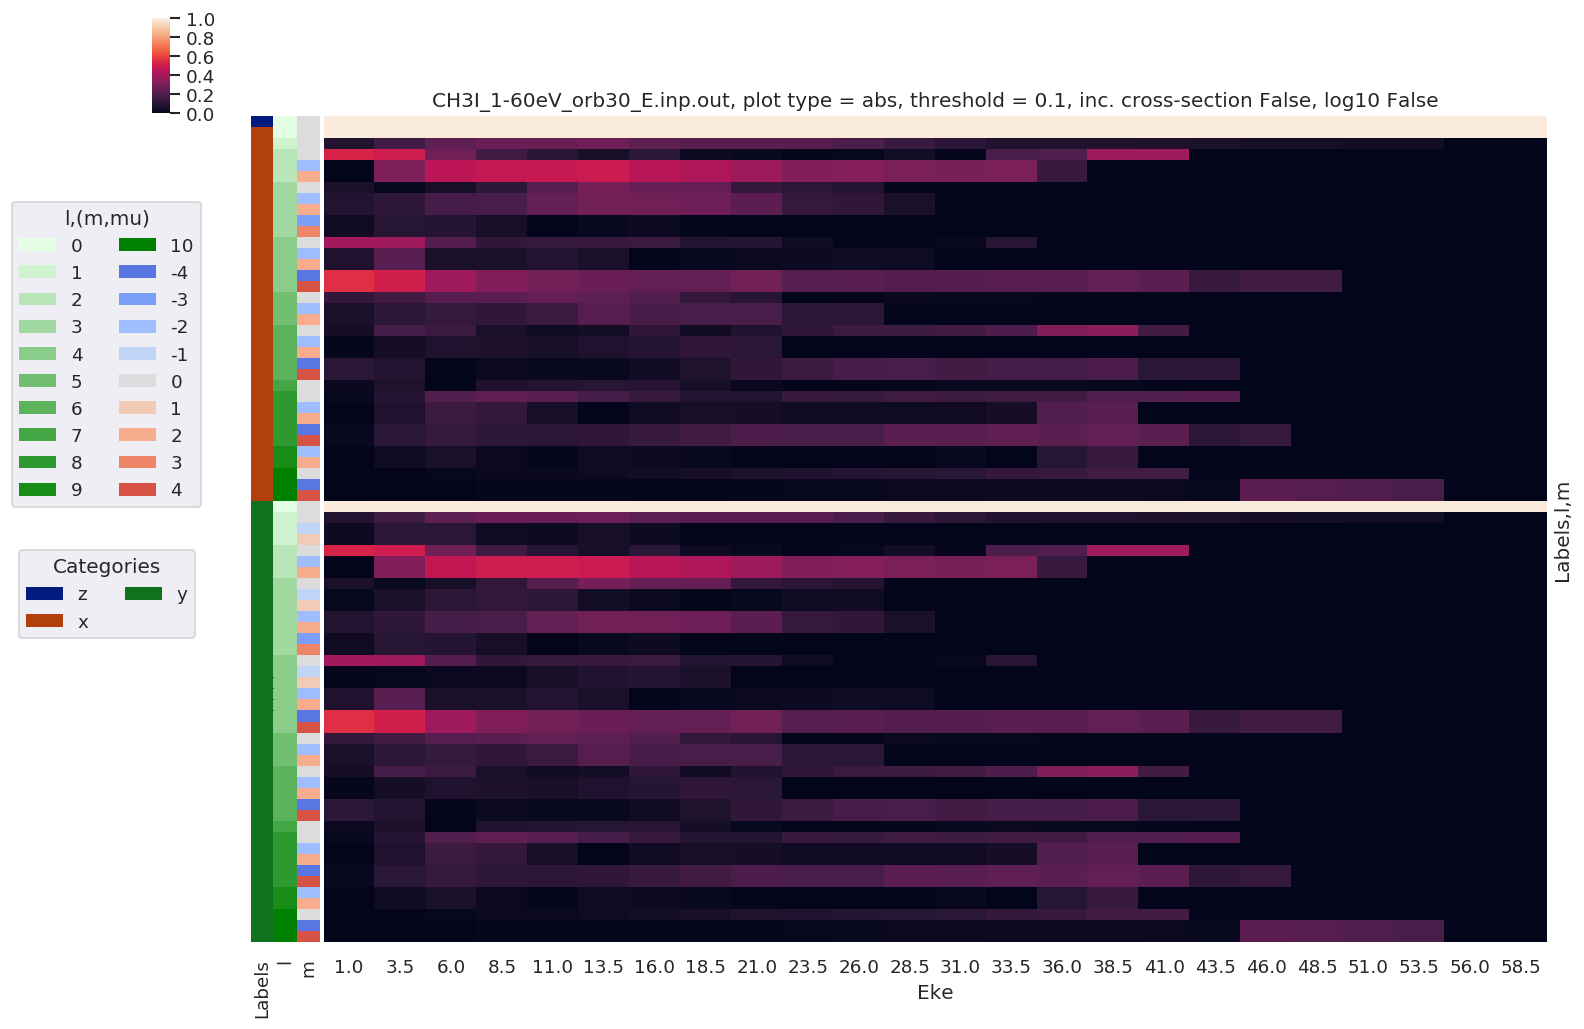 1.0
0.8
0.6
0.4
0.2
0.0
CH3I_1-60eV_orb30_E.inp.out, plot type = abs, threshold = 0.1, inc. cross-section False, log10 False
l,(m,mu)
0 10
1 -4
2 -3
3 -2
4 -1
5 0
6 1
7 2
8 3
9 4
Categories
z y
x
Labels,l,m
Labels l m
1.0 3.5 6.0 8.5 11.0 13.5 16.0 18.5 21.0 23.5 26.0 28.5 31.0 33.5 36.0 38.5 41.0 43.5 46.0 48.5 51.0 53.5 56.0 58.5
Eke